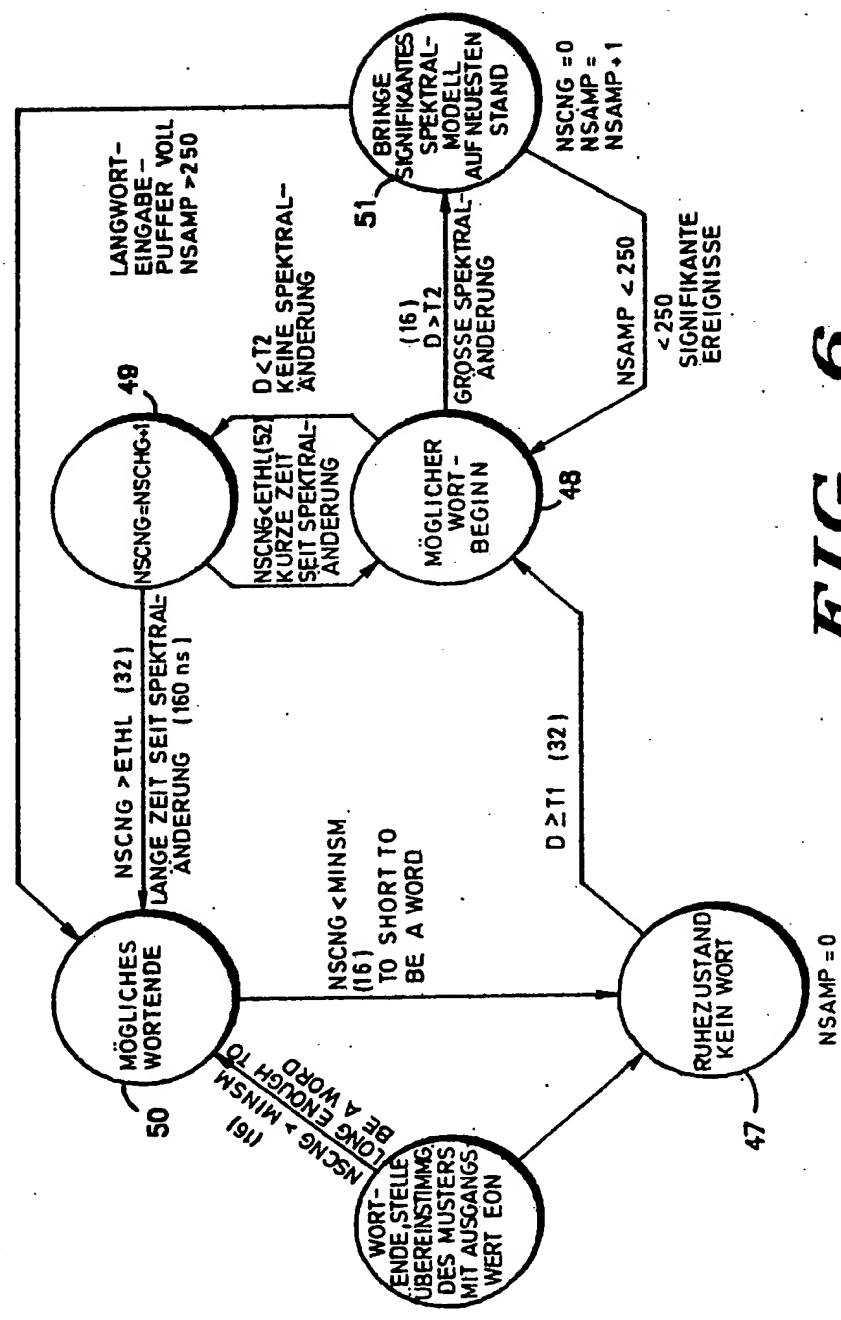 LANGWORT-
EINGABE-
PUFFER VOLL
NSAMP >250
BRINGE
SIGNIFIKANTES
SPEKTRAL-
MODELL
AUF NEUESTEN
STAND
51
NSCNG =0
NSAMP =
NSAMP+1
49
NSCNG=NSCHG+1
D<T2
KEINE SPEKTRAL-
ÄNDERUNG
(16)
D>T2
GRÖSSE SPEKTRAL-
ÄNDERUNG
NSAMP <250
<250
SIGNIFIKANTE
EREIGNISSE
NSCNG<ETHL(52)
KURZE ZEIT
SEIT SPEKTRAL-
ÄNDERUNG
MÖGLICHER
WORT-
BEGINN
48
NSCNG >ETHL (32)
LANGE ZEIT SEIT SPEKTRAL-
ÄNDERUNG (160 ns)
MÖGLICHES
WORTENDE
50
NSCNG <MINSM
(16)
TO SHORT TO
BE A WORD
D≥T1 (32)
(16)
NSCNG > MINSM
LONG ENOUGH TO
BE A WORD
WORT-
ENDE,STELLE
ÜBEREINSTIMMG
DES MUSTERS
MIT AUSGANGS
WERT EON
RUHEZUSTAND
KEIN WORT
47
NSAMP =0
FIG 6